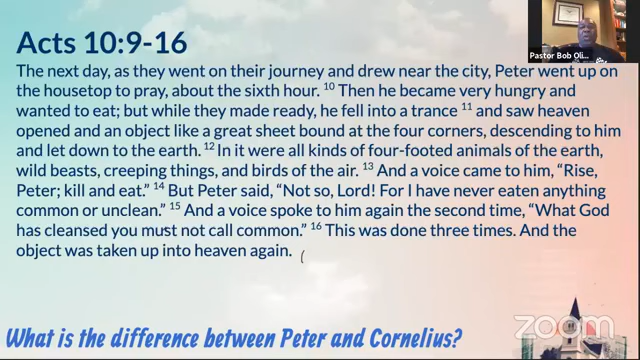 Acts 10:9-16
The next day, as they went on their journey and drew near the city, Peter went up on
the housetop to pray, about the sixth hour. 10 Then he became very hungry and
wanted to eat; but while they made ready, he fell into a trance 11 and saw heaven
opened and an object like a great sheet bound at the four corners, descending to him
and let down to the earth. 12 In it were all kinds of four-footed animals of the earth,
wild beasts, creeping things, and birds of the air. 13 And a voice came to him, “Rise,
Peter; kill and eat.” 14 But Peter said, “Not so, Lord! For I have never eaten anything
common or unclean.” 15 And a voice spoke to him again the second time, “What God
has cleansed you must not call common.” 16 This was done three times. And the
object was taken up into heaven again.
What is the difference between Peter and Cornelius?
Pastor Bob Oli...
zoom